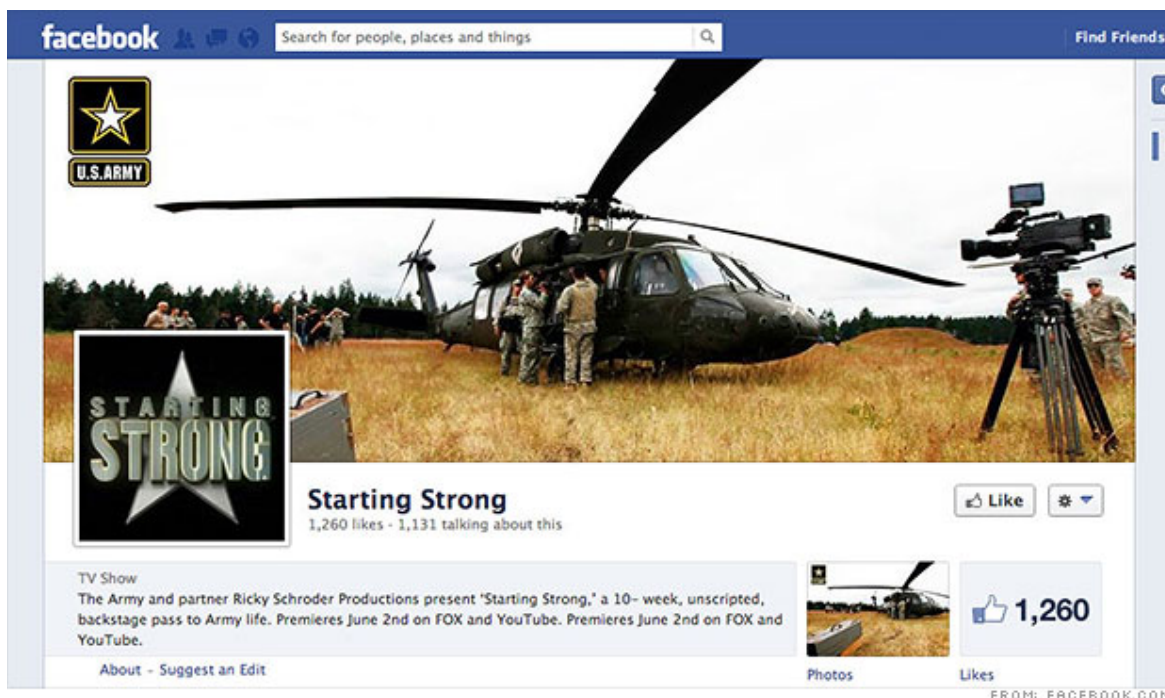 facebook
Search for people, places and things
Find Friends
U.S.ARMY
STARTING
STRONG
Starting Strong
1,260 likes · 1,131 talking about this
Like
TV Show
The Army and partner Ricky Schroder Productions present "Starting Strong," a 10- week, unscripted,
backstage pass to Army life. Premieres June 2nd on FOX and YouTube. Premieres June 2nd on FOX and
YouTube.
About - Suggest an Edit
1,260
Photos
Likes
FROM: FACEBOOK.COM